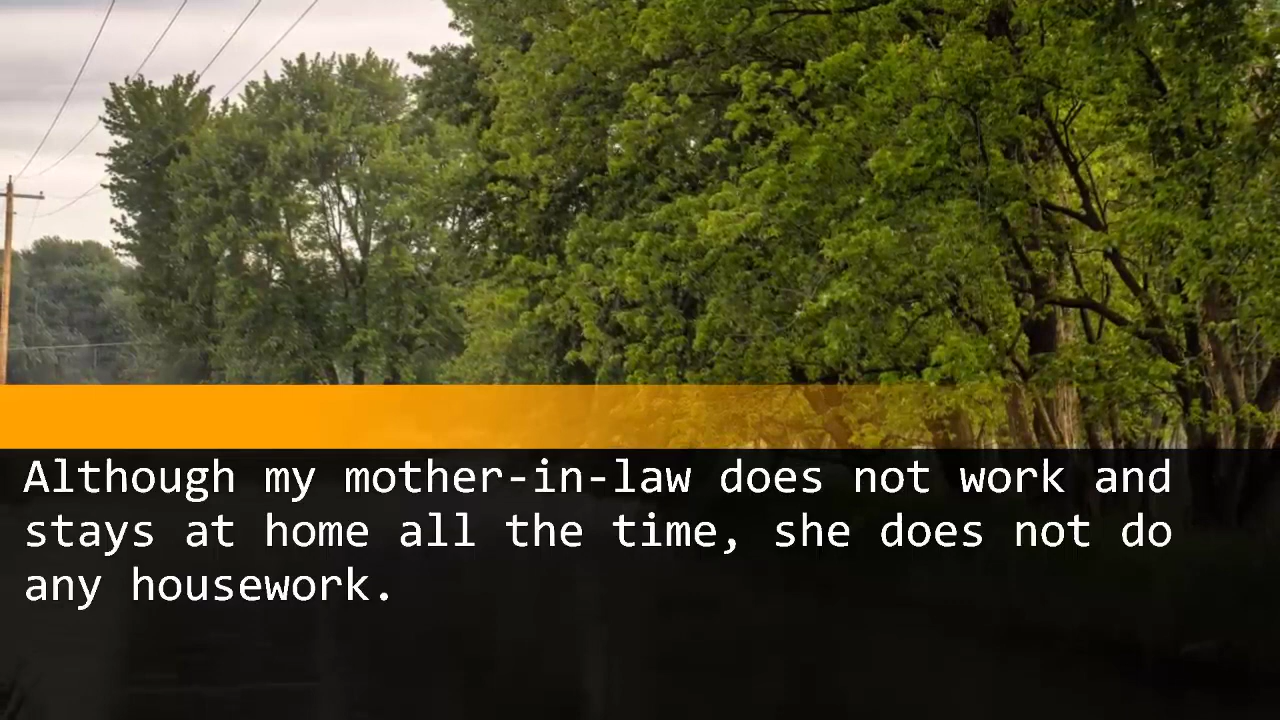 Although my mother-in-law does not work and
stays at home all the time, she does not do
any housework.